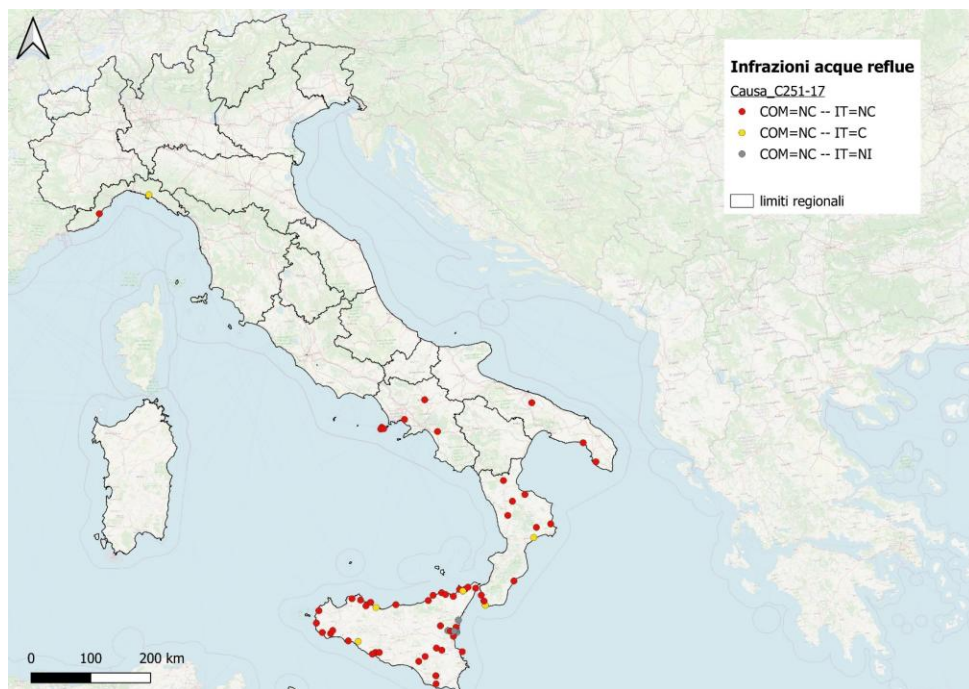 Infrazioni acque reflue
Causa_C251-17
COM=NC -- IT=NC
COM=NC -- IT=C
COM=NC -- IT=NI
limiti regionali
0 100 200 km